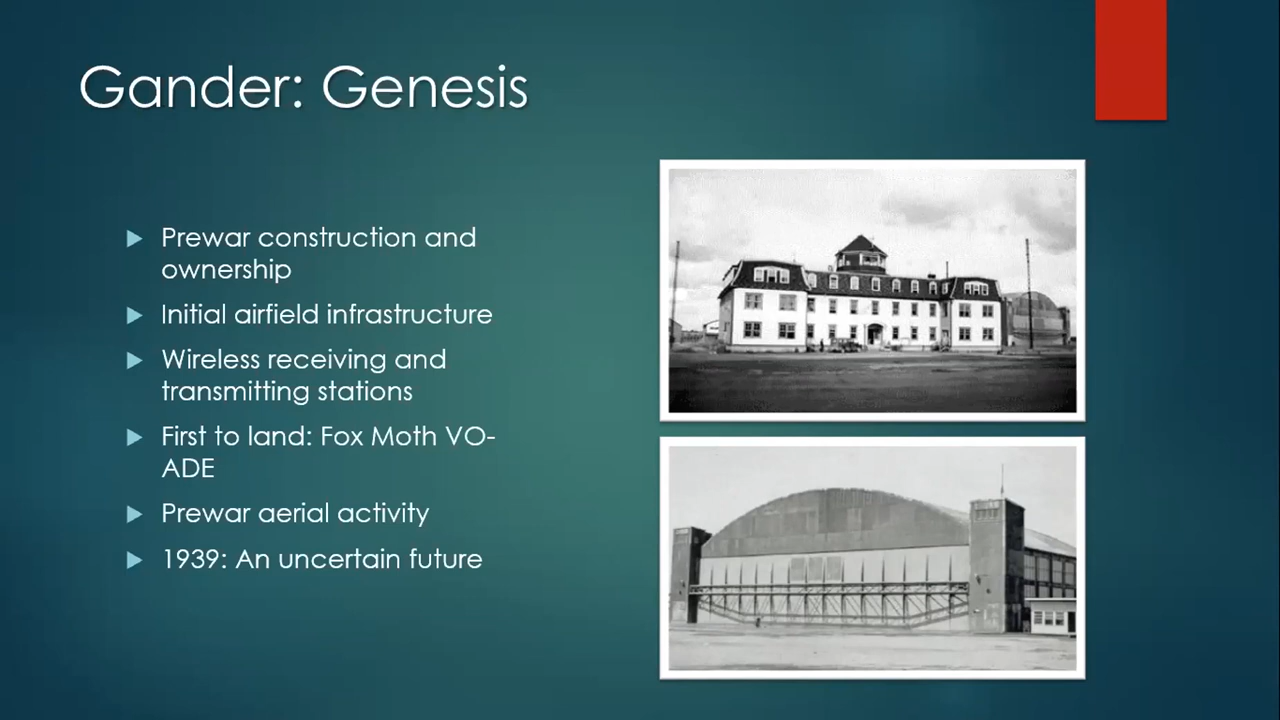 Gander: Genesis
Prewar construction and
ownership
Initial airfield infrastructure
Wireless receiving and
transmitting stations
First to land: Fox Moth VO-
ADE
Prewar aerial activity
1939: An uncertain future